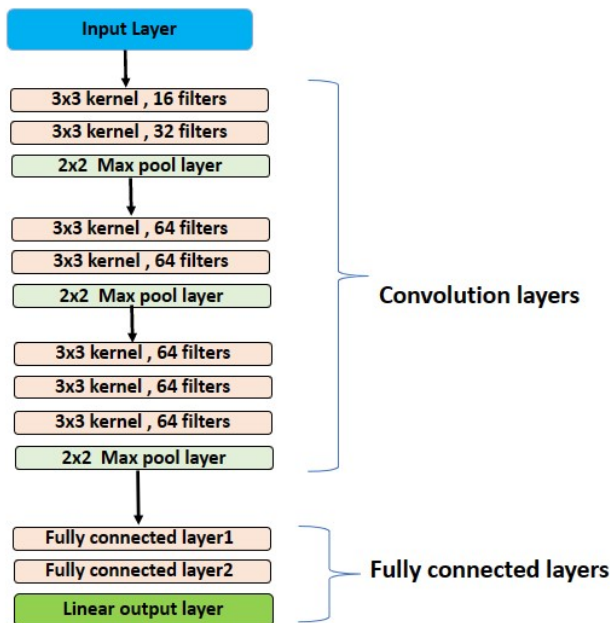 Input Layer
3x3 kernel , 16 filters
3x3 kernel , 32 filters
2x2 Max pool layer
3x3 kernel , 64 filters
3x3 kernel , 64 filters
2x2 Max pool layer
3x3 kernel , 64 filters
3x3 kernel , 64 filters
3x3 kernel , 64 filters
2x2 Max pool layer
Convolution layers
Fully connected layer1
Fully connected layer2
Linear output layer
Fully connected layers